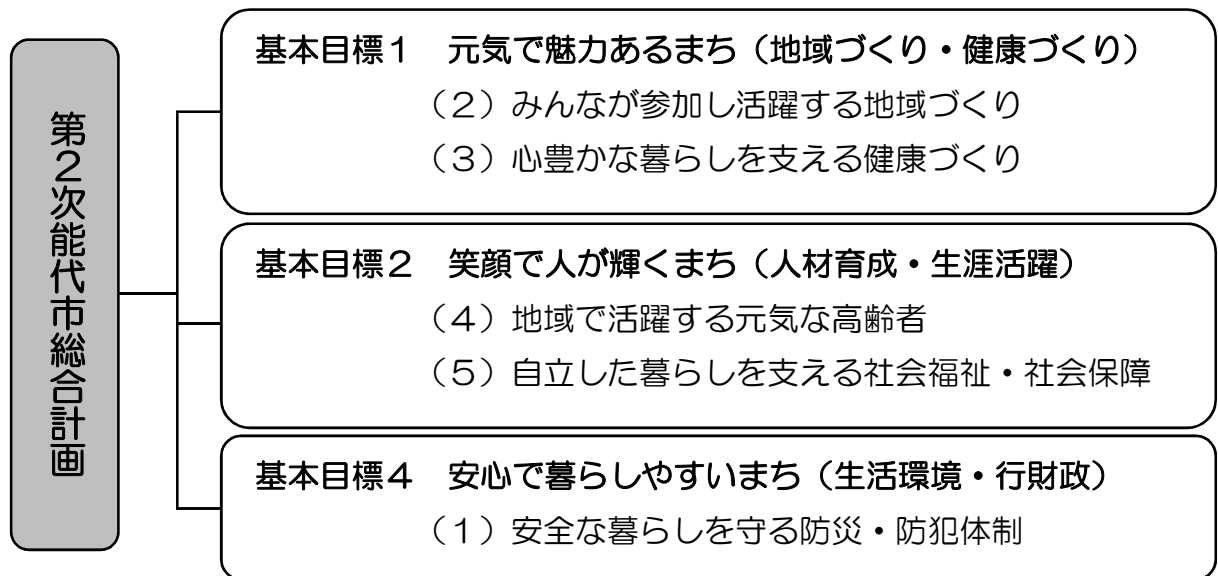 第２次能代市総合計画
基本目標１　元気で魅力あるまち（地域づくり・健康づくり）
（２）みんなが参加し活躍する地域づくり
（３）心豊かな暮らしを支える健康づくり
基本目標２　笑顔で人が輝くまち（人材育成・生涯活躍）
（４）地域で活躍する元気な高齢者
（５）自立した暮らしを支える社会福祉・社会保障
基本目標４　安心で暮らしやすいまち（生活環境・行財政）
（１）安全な暮らしを守る防災・防犯体制